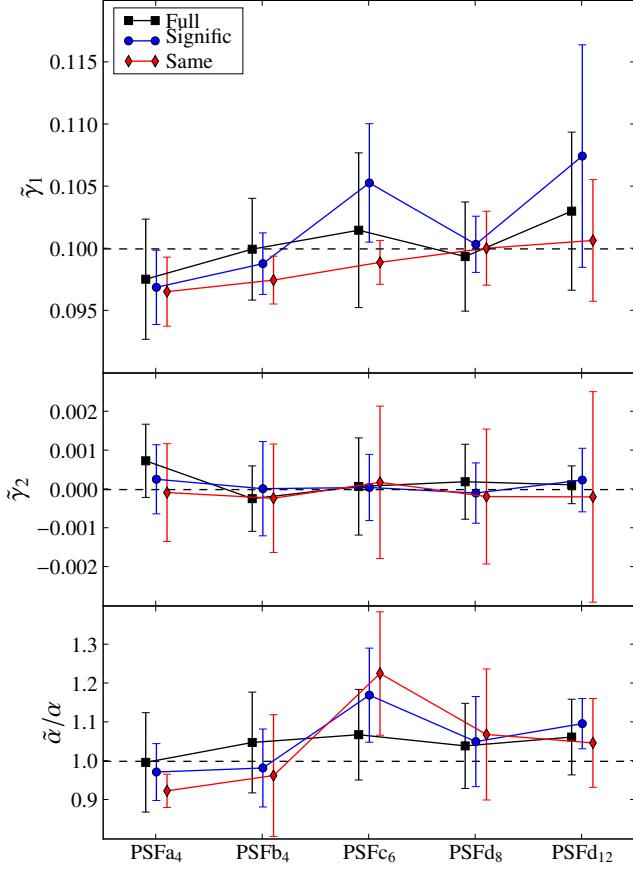 Full
Signific
Same
0.115
0.110
0.105
0.100
0.095
γ̃₁
0.002
0.001
0.000
−0.001
−0.002
γ̃₂
1.3
1.2
1.1
1.0
0.9
α̃/α
PSFa₄ PSFb₄ PSFc₆ PSFd₈ PSFd₁₂